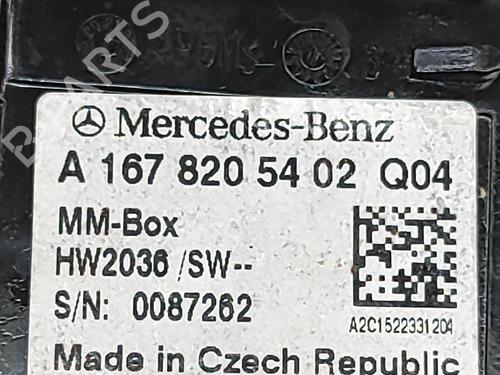 Mercedes-Benz
A 167 820 54 02 Q04
MM-Box
HW2036 /SW--
S/N: 0087262
A2C1522331204
Made in Czech Republic